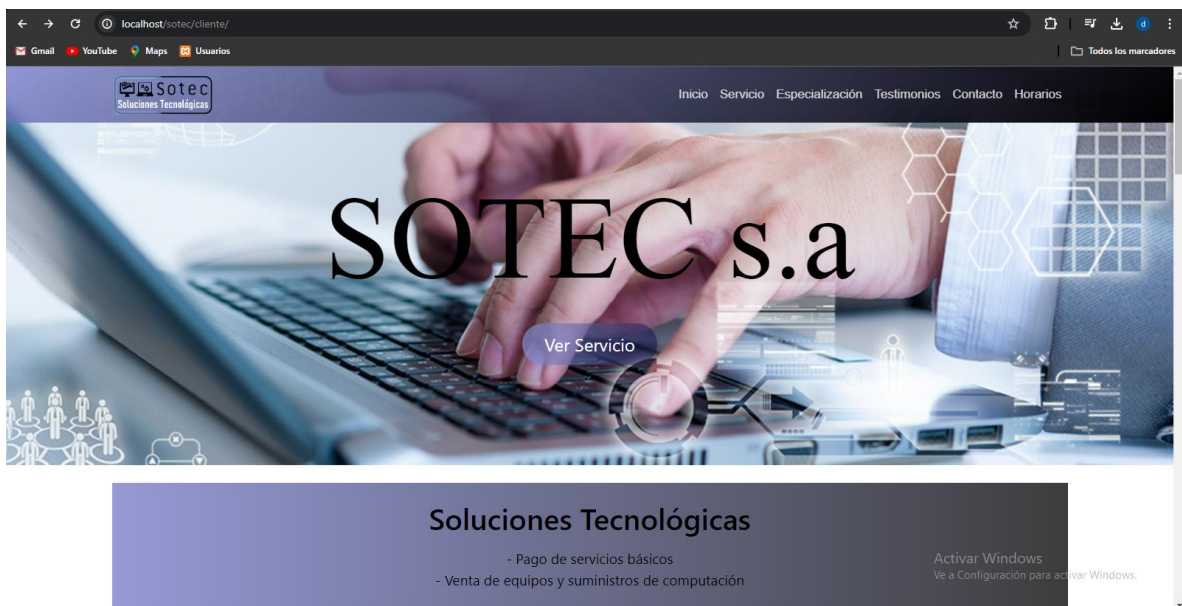 localhost/sotec/cliente/
d
Gmail YouTube Maps Usuarios Todos los marcadores
Sotec
Soluciones Tecnológicas
Inicio Servicio Especialización Testimonios Contacto Horarios
SOTEC s.a
Ver Servicio
Soluciones Tecnológicas
- Pago de servicios básicos
- Venta de equipos y suministros de computación
Activar Windows
Ve a Configuración para activar Windows.